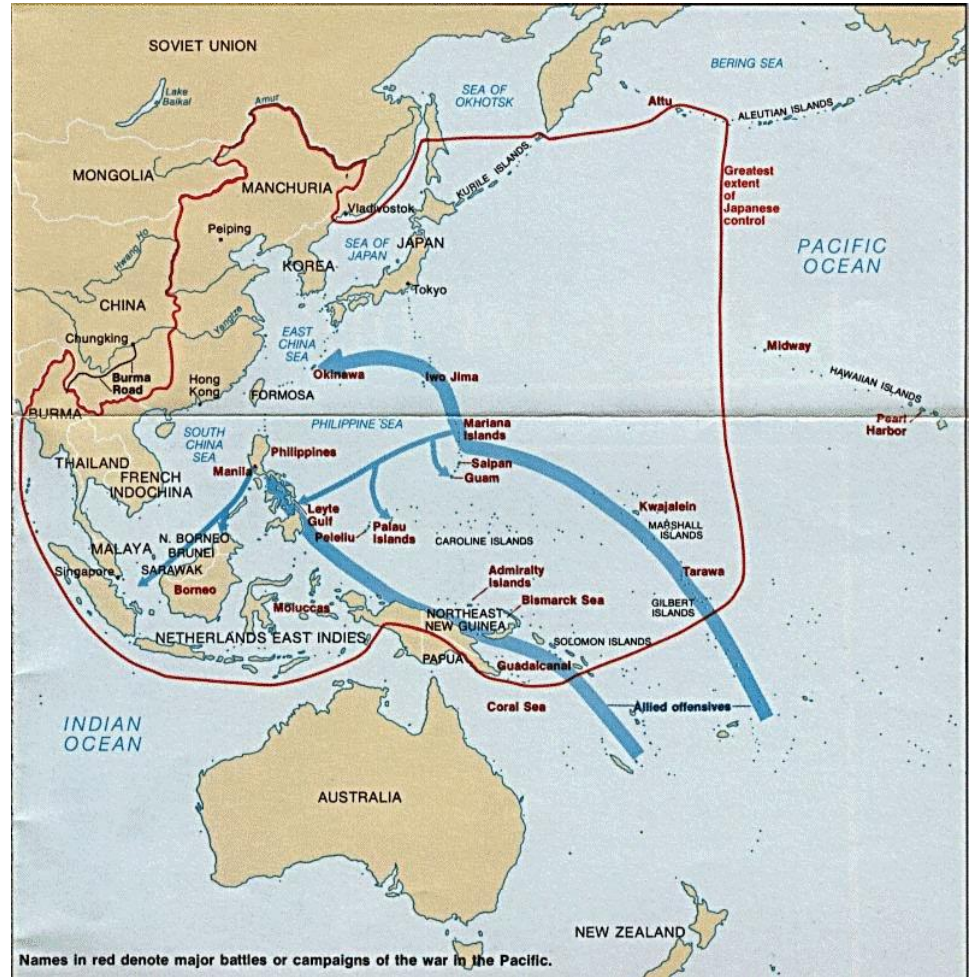 SOVIET UNION
BERING SEA
Lake
Baikal
Amur
SEA OF
OKHOTSK
Attu
ALEUTIAN ISLANDS
MONGOLIA
MANCHURIA
KURILE ISLANDS
Greatest
extent
of
Japanese
control
Vladivostok
Peiping
Hwang Ho
SEA OF
JAPAN
JAPAN
PACIFIC
OCEAN
KOREA
Tokyo
CHINA
Yangtze
Chungking
EAST
CHINA
SEA
Midway
Burma
Road
Okinawa
Iwo Jima
HAWAIIAN ISLANDS
Hong
Kong
FORMOSA
BURMA
Pearl
Harbor
PHILIPPINE SEA
Mariana
Islands
SOUTH
CHINA
SEA
Philippines
THAILAND
Manila
Saipan
Guam
FRENCH
INDOCHINA
Leyte
Gulf
Kwajalein
Peleliu
Palau
Islands
MARSHALL
ISLANDS
CAROLINE ISLANDS
N. BORNEO
BRUNEI
MALAYA
SARAWAK
Singapore
Admiralty
Islands
Tarawa
Borneo
Bismarck Sea
Moluccas
GILBERT
ISLANDS
NORTHEAST
NEW GUINEA
NETHERLANDS EAST INDIES
SOLOMON ISLANDS
PAPUA
Guadalcanal
Coral Sea
Allied offensives
INDIAN
OCEAN
AUSTRALIA
NEW ZEALAND
Names in red denote major battles or campaigns of the war in the Pacific.